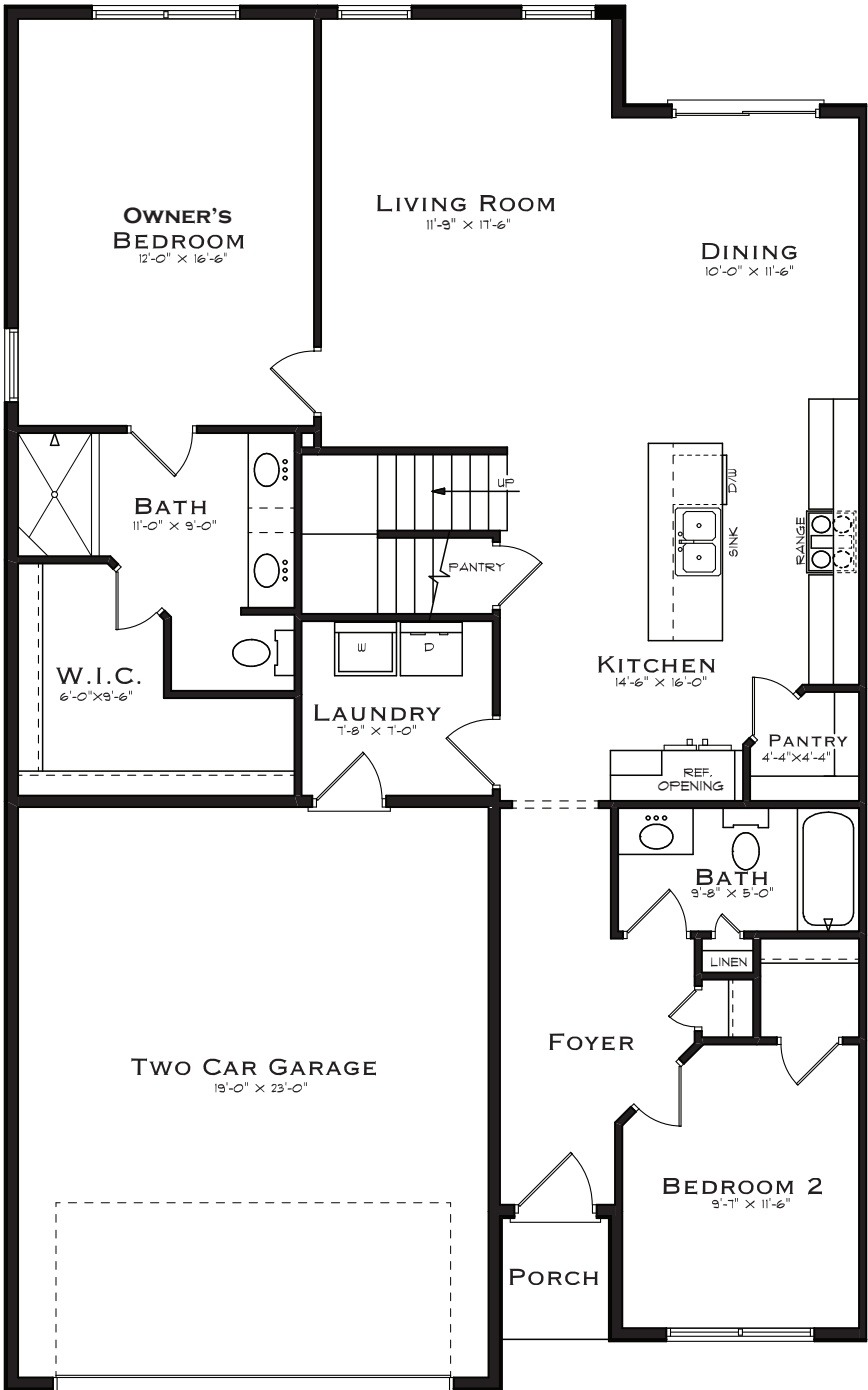 OWNER'S
BEDROOM
12'-0" X 16'-6"
LIVING ROOM
11'-9" X 17'-6"
DINING
10'-0" X 11'-6"
BATH
11'-0" X 9'-0"
UP
PANTRY
D/W
SINK
RANGE
W.I.C.
6'-0"X9'-6"
W
D
LAUNDRY
7'-8" X 7'-0"
KITCHEN
14'-6" X 16'-0"
PANTRY
4'-4"X4'-4"
REF.
OPENING
BATH
9'-8" X 5'-0"
LINEN
FOYER
TWO CAR GARAGE
19'-0" X 23'-0"
BEDROOM 2
9'-7" X 11'-6"
PORCH